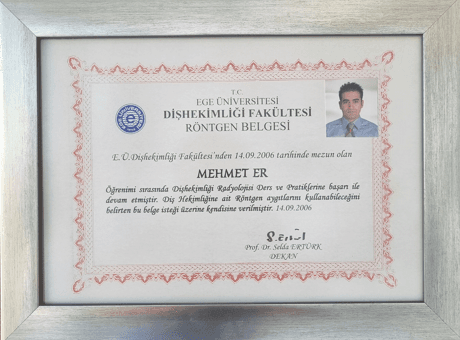 T.C.
EGE ÜNİVERSİTESİ
DİŞHEKİMLİĞİ FAKÜLTESİ
RÖNTGEN BELGESİ
E.Ü.Dişhekimliği Fakültesi'nden 14.09.2006 tarihinde mezun olan
MEHMET ER
Öğrenimi sırasında Dişhekimliği Radyolojisi Ders ve Pratiklerine başarı ile
devam etmiştir. Diş Hekimliğine ait Röntgen aygıtlarını kullanabileceğini
belirten bu belge isteği üzerine kendisine verilmiştir. 14.09.2006
Prof. Dr. Selda ERTÜRK
DEKAN